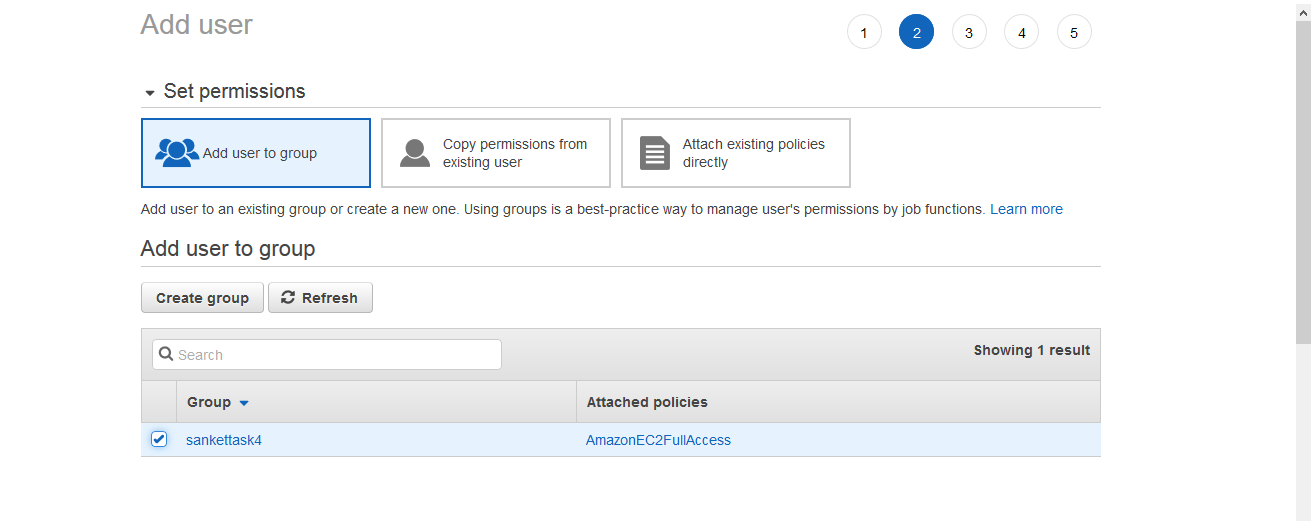 Add user
1 2 3 4 5
Set permissions
Add user to group
Copy permissions from
existing user
Attach existing policies
directly
Add user to an existing group or create a new one. Using groups is a best-practice way to manage user's permissions by job functions. Learn more
Add user to group
Create group Refresh
Search
Showing 1 result
Group Attached policies
sankettask4 AmazonEC2FullAccess